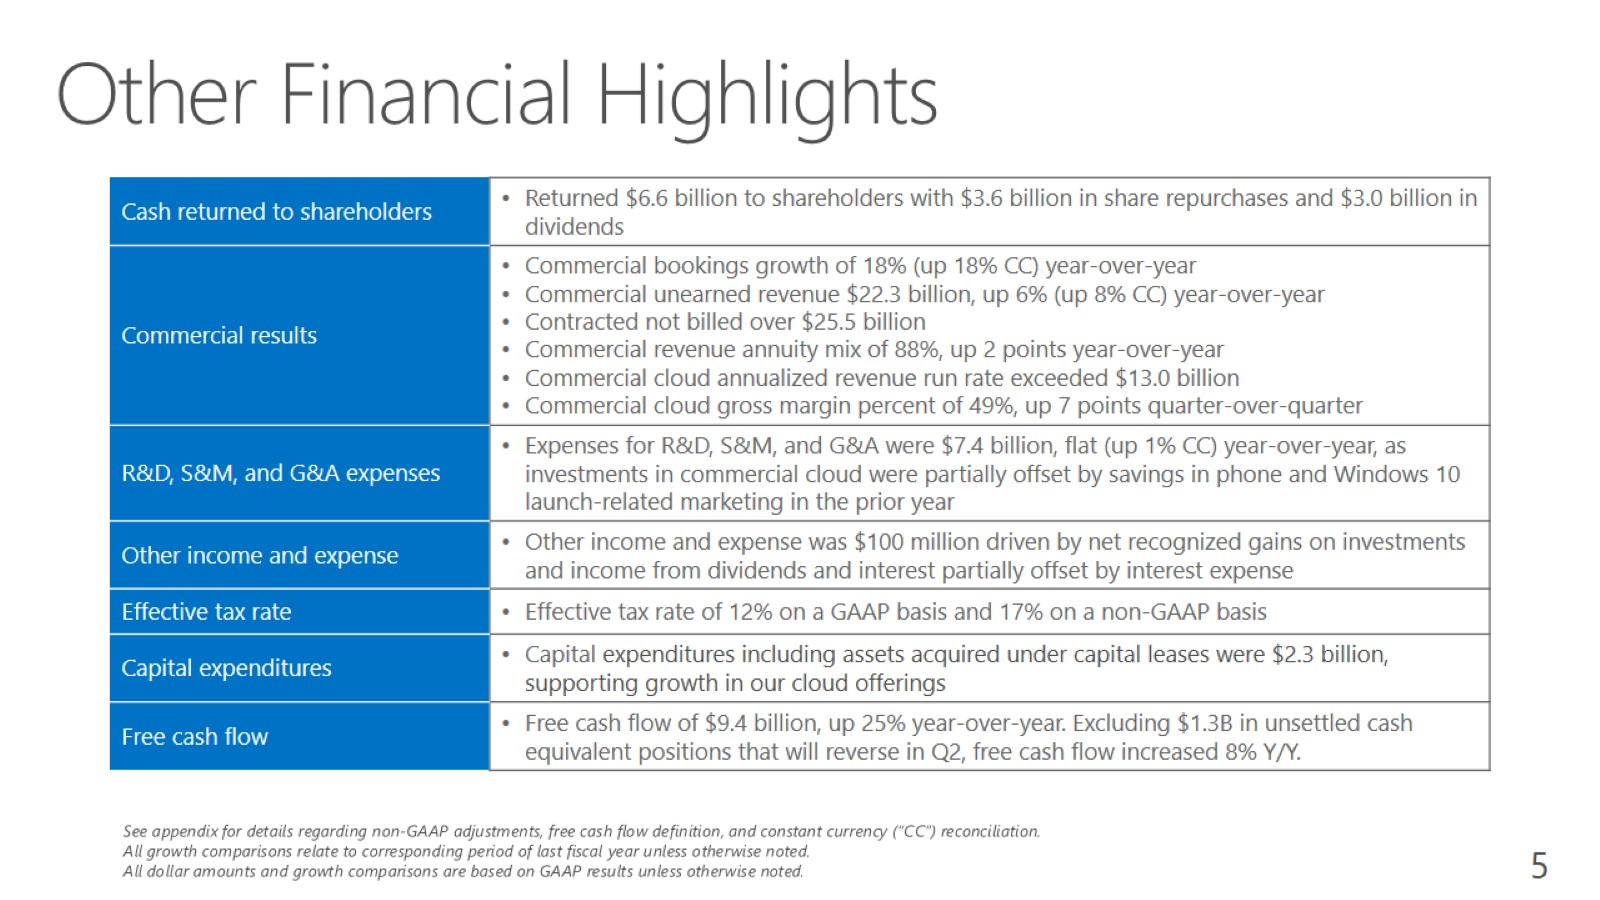 Other Financial Highlights
Cash returned to shareholders
• Returned $6.6 billion to shareholders with $3.6 billion in share repurchases and $3.0 billion in
dividends
Commercial results
• Commercial bookings growth of 18% (up 18% CC) year-over-year
• Commercial unearned revenue $22.3 billion, up 6% (up 8% CC) year-over-year
• Contracted not billed over $25.5 billion
• Commercial revenue annuity mix of 88%, up 2 points year-over-year
• Commercial cloud annualized revenue run rate exceeded $13.0 billion
• Commercial cloud gross margin percent of 49%, up 7 points quarter-over-quarter
R&D, S&M, and G&A expenses
• Expenses for R&D, S&M, and G&A were $7.4 billion, flat (up 1% CC) year-over-year, as
investments in commercial cloud were partially offset by savings in phone and Windows 10
launch-related marketing in the prior year
Other income and expense
• Other income and expense was $100 million driven by net recognized gains on investments
and income from dividends and interest partially offset by interest expense
Effective tax rate
• Effective tax rate of 12% on a GAAP basis and 17% on a non-GAAP basis
Capital expenditures
• Capital expenditures including assets acquired under capital leases were $2.3 billion,
supporting growth in our cloud offerings
Free cash flow
• Free cash flow of $9.4 billion, up 25% year-over-year. Excluding $1.3B in unsettled cash
equivalent positions that will reverse in Q2, free cash flow increased 8% Y/Y.
See appendix for details regarding non-GAAP adjustments, free cash flow definition, and constant currency ("CC") reconciliation.
All growth comparisons relate to corresponding period of last fiscal year unless otherwise noted.
All dollar amounts and growth comparisons are based on GAAP results unless otherwise noted.
5